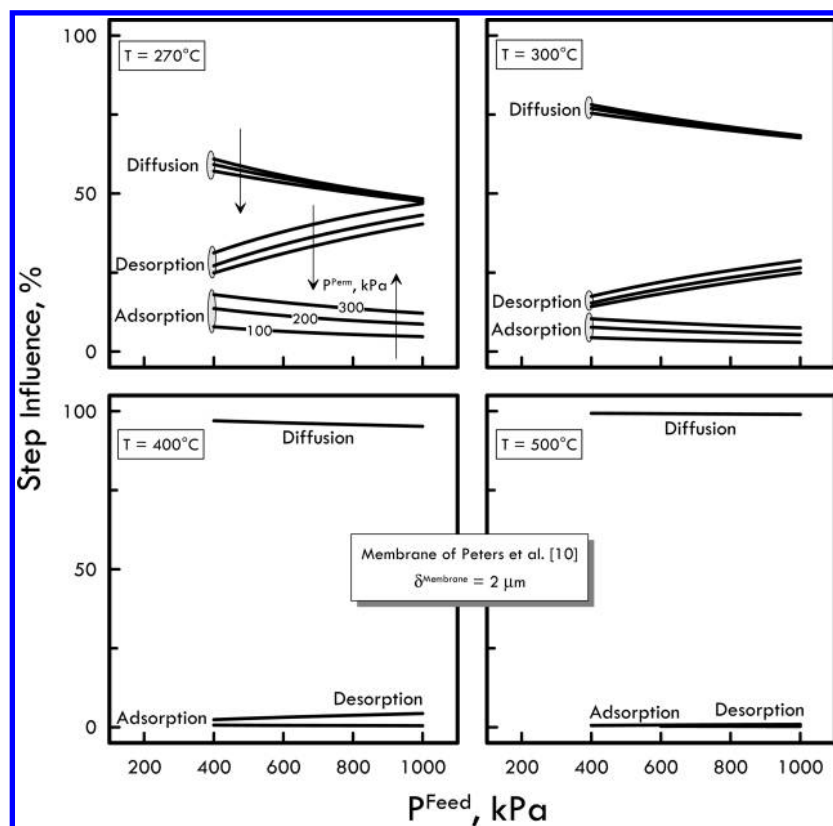 100
T = 270°C
Diffusion
50
Desorption
P^Perm, kPa
Adsorption
300
200
100
0
T = 300°C
Diffusion
Desorption
Adsorption
Step Influence, %
100
T = 400°C
Diffusion
50
Desorption
Adsorption
0
200 400 600 800 1000
T = 500°C
Diffusion
Adsorption Desorption
200 400 600 800 1000
Membrane of Peters et al. [10]
δ^Membrane = 2 μm
P^Feed, kPa